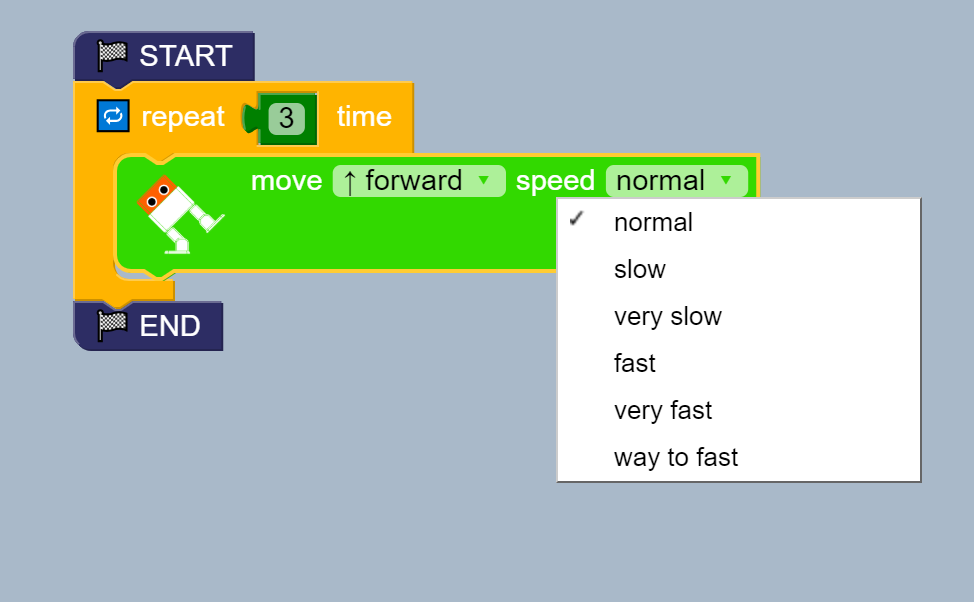 START
repeat 3 time
move ↑ forward ▼ speed normal ▼
✓ normal
slow
very slow
fast
very fast
way to fast
END